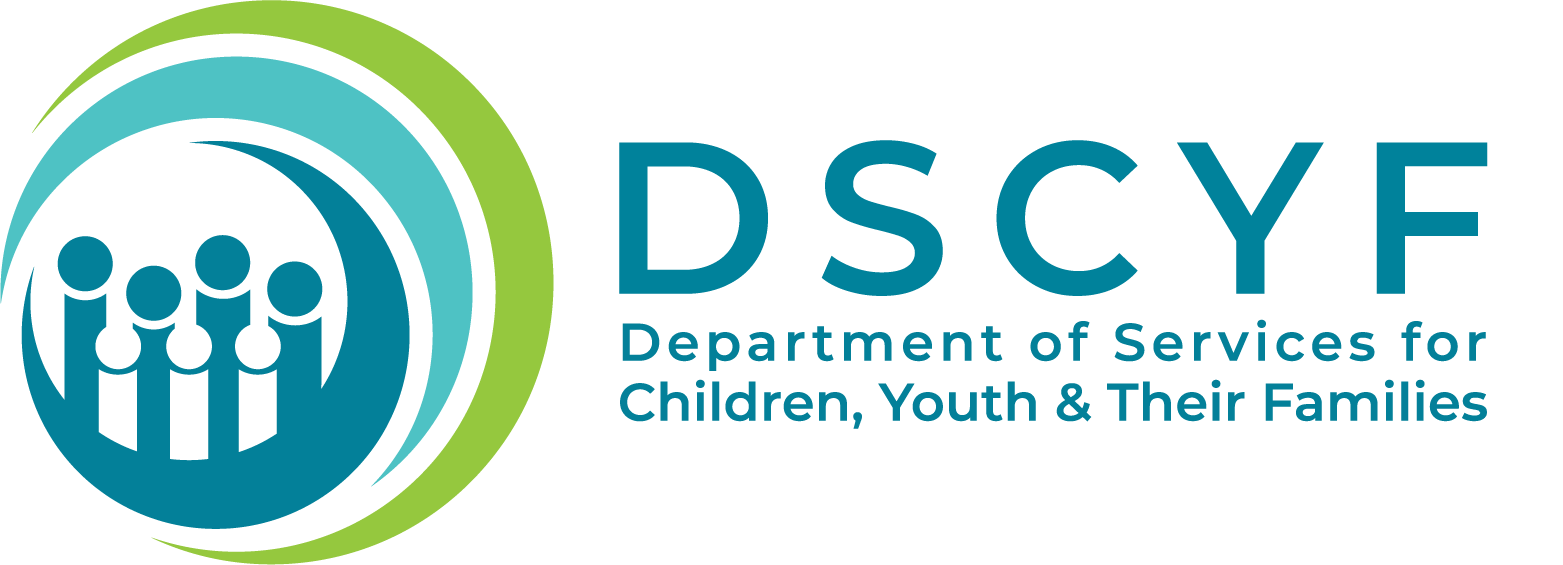 DSCYF
Department of Services for
Children, Youth & Their Families